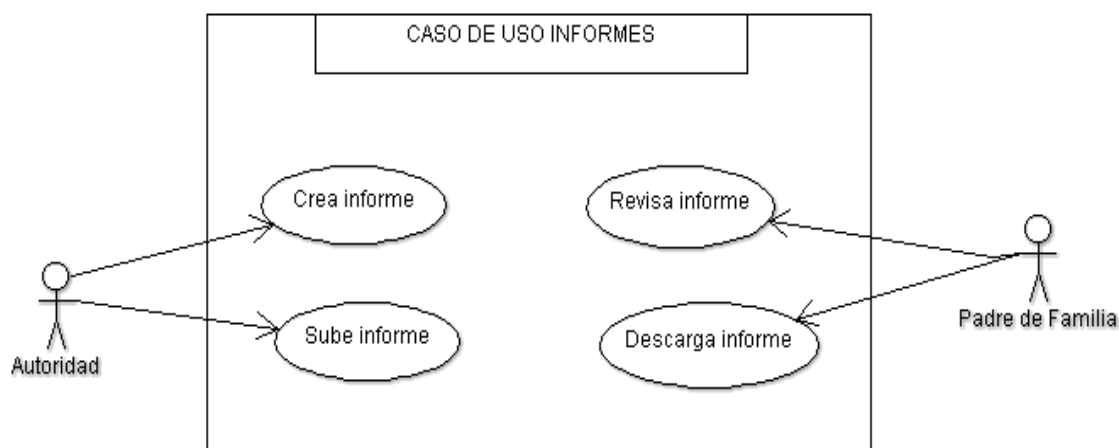 CASO DE USO INFORMES
Crea informe
Revisa informe
Sube informe
Descarga informe
Autoridad
Padre de Familia